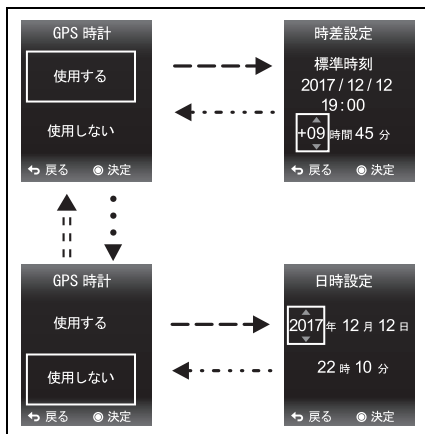 GPS 時計
使用する
使用しない
戻る 決定
時差設定
標準時刻
2017/12/12
19:00
+09 時間 45 分
戻る 決定
GPS 時計
使用する
使用しない
戻る 決定
日時設定
2017 年 12 月 12 日
22 時 10 分
戻る 決定